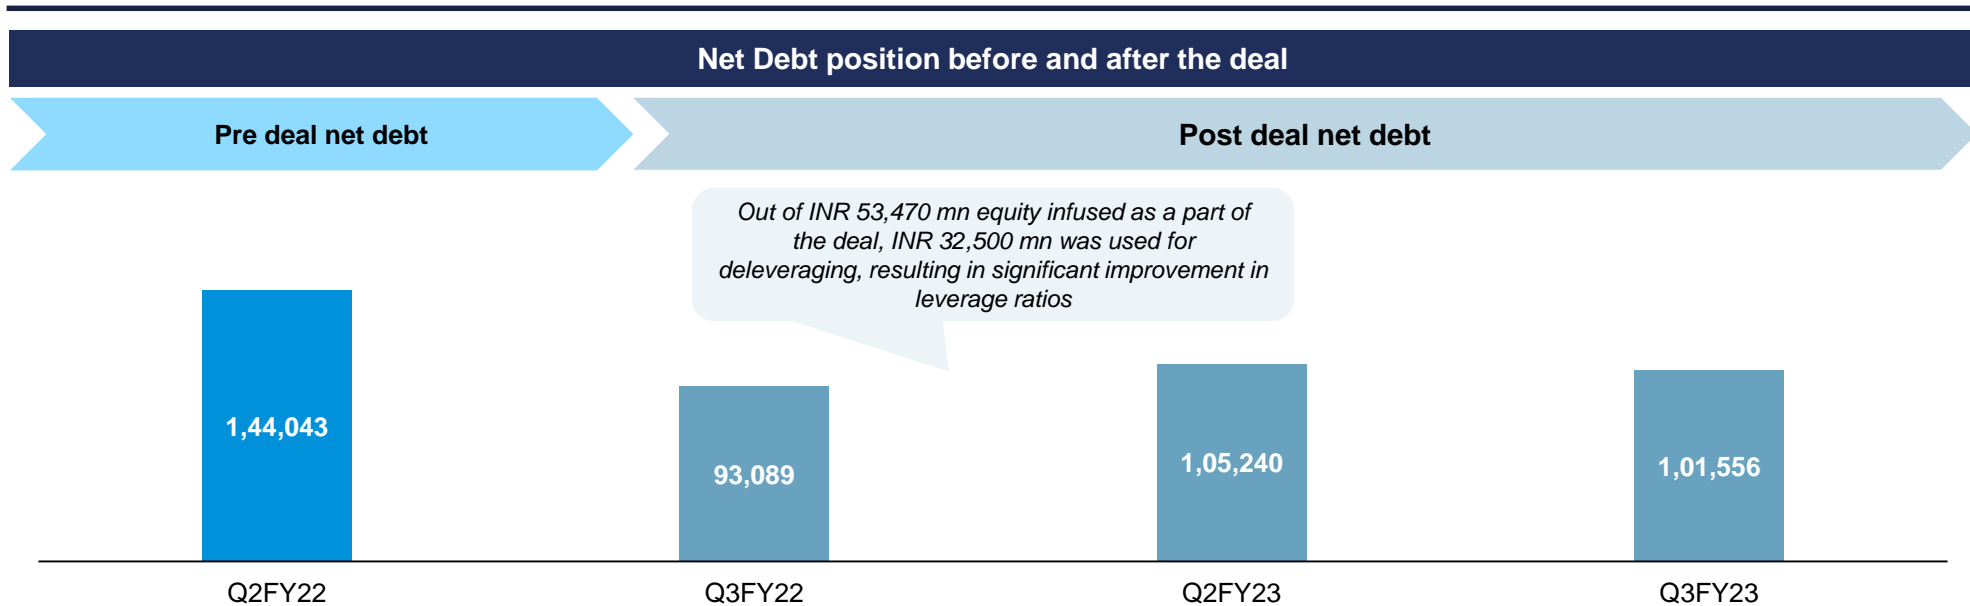 Net Debt position before and after the deal
Pre deal net debt
Post deal net debt
Out of INR 53,470 mn equity infused as a part of
the deal, INR 32,500 mn was used for
deleveraging, resulting in significant improvement in
leverage ratios
1,44,043
93,089
1,05,240
1,01,556
Q2FY22
Q3FY22
Q2FY23
Q3FY23